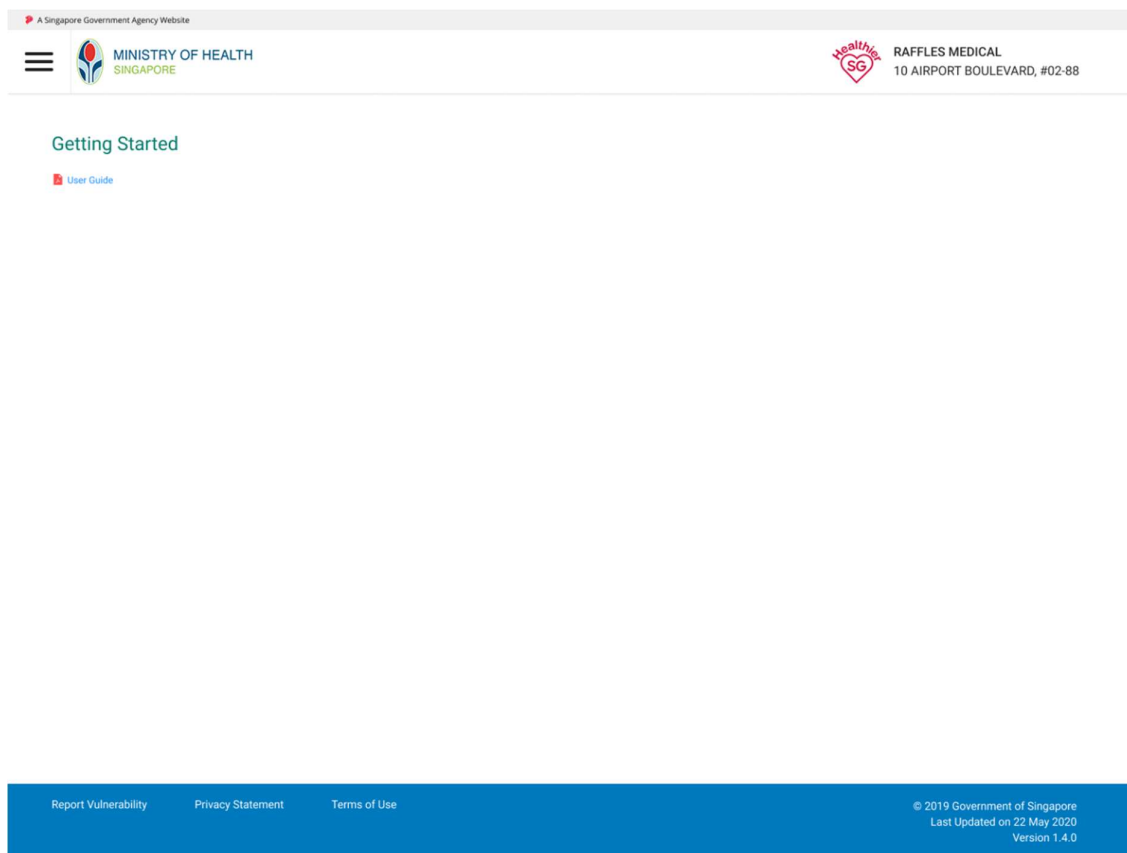 A Singapore Government Agency Website
MINISTRY OF HEALTH
SINGAPORE
Healthier
SG
RAFFLES MEDICAL
10 AIRPORT BOULEVARD, #02-88
Getting Started
User Guide
Report Vulnerability
Privacy Statement
Terms of Use
© 2019 Government of Singapore
Last Updated on 22 May 2020
Version 1.4.0